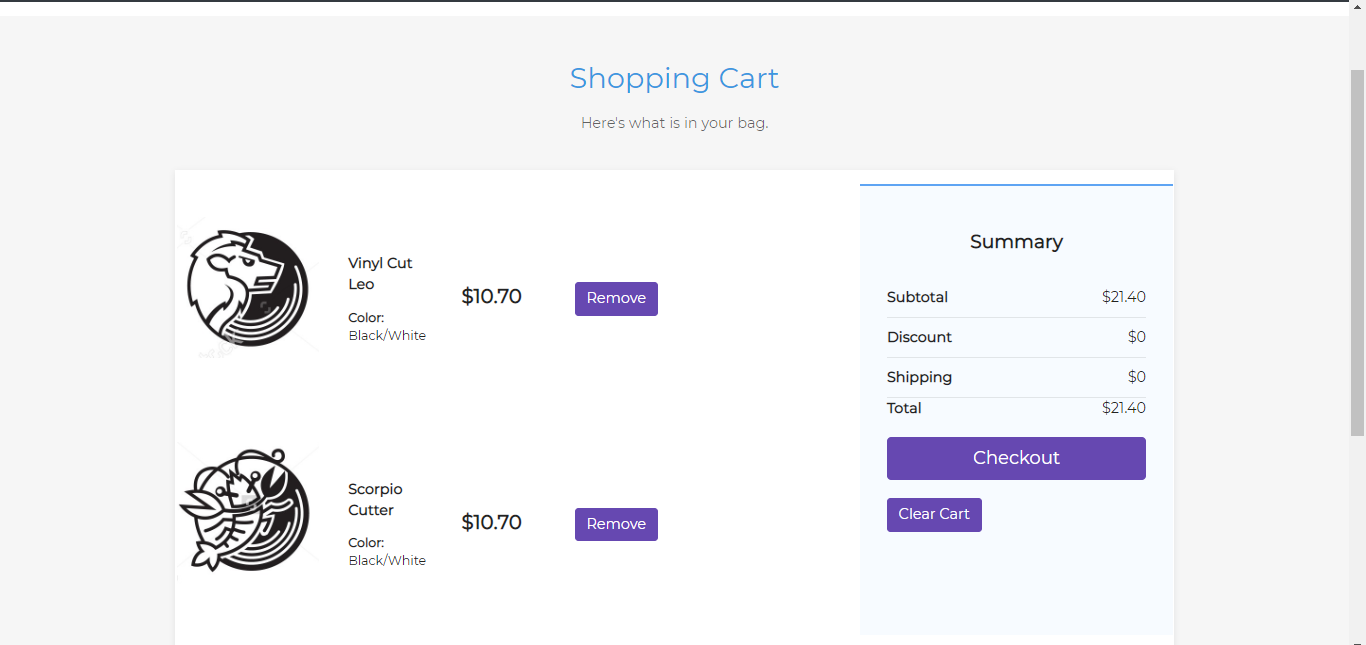 Shopping Cart
Here's what is in your bag.
Vinyl Cut
Leo
Color:
Black/White
$10.70
Remove
Scorpio
Cutter
Color:
Black/White
$10.70
Remove
Summary
Subtotal $21.40
Discount $0
Shipping $0
Total $21.40
Checkout
Clear Cart